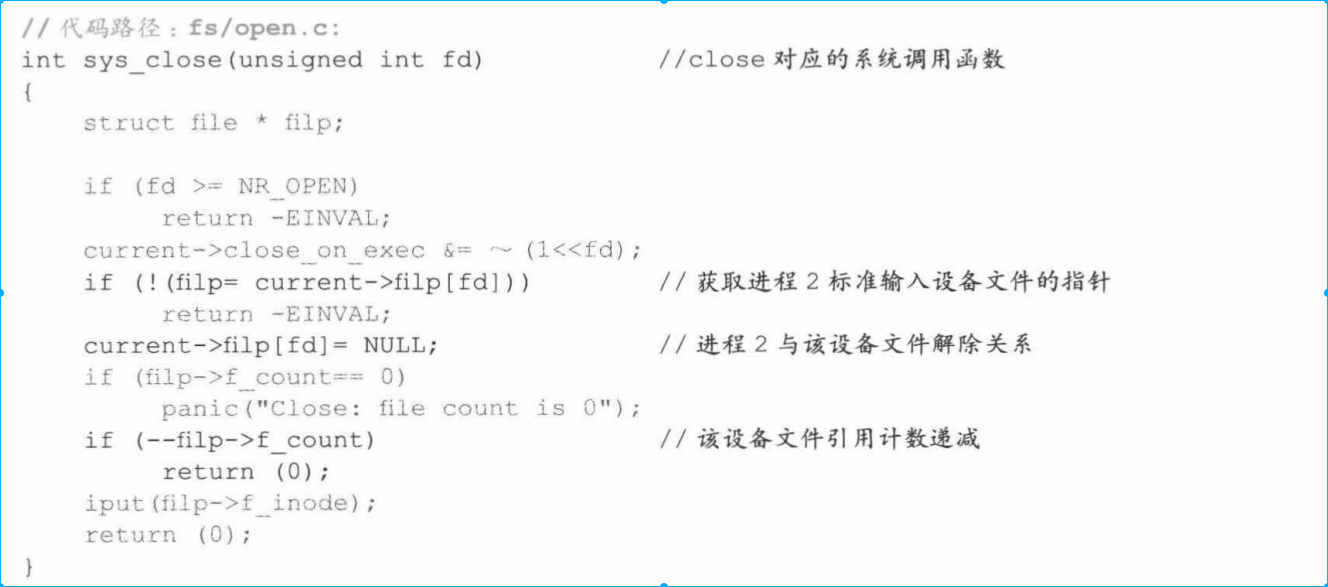 // 代码路径：fs/open.c:
int sys_close(unsigned int fd) //close 对应的系统调用函数
{
struct file * filp;
if (fd >= NR_OPEN)
return -EINVAL;
current->close_on_exec &= ～ (1<<fd);
if (!(filp= current->filp[fd])) // 获取进程 2 标准输入设备文件的指针
return -EINVAL;
current->filp[fd]= NULL; // 进程 2 与该设备文件解除关系
if (filp->f_count== 0)
panic("Close: file count is 0");
if (--filp->f_count) // 该设备文件引用计数递减
return (0);
iput(filp->f_inode);
return (0);
}